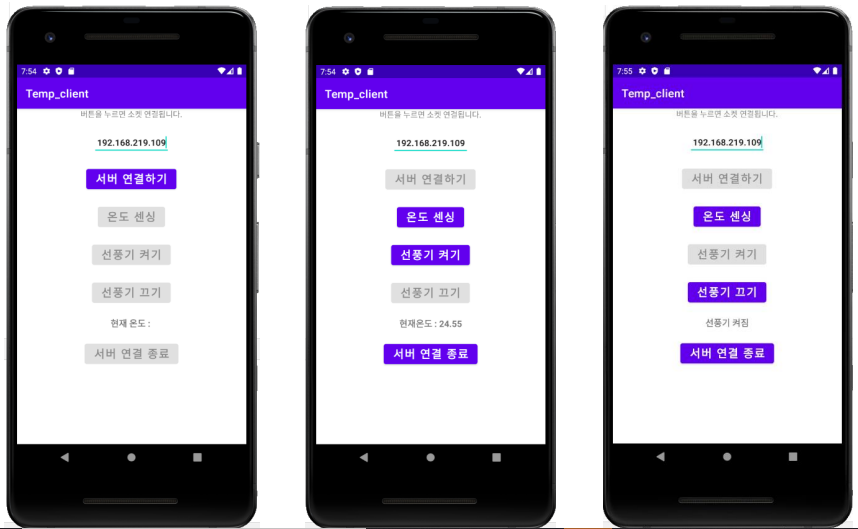 7:54
Temp_client
버튼을 누르면 소켓 연결됩니다.
192.168.219.109
서버 연결하기
온도 센싱
선풍기 켜기
선풍기 끄기
현재 온도 :
서버 연결 종료
7:54
Temp_client
버튼을 누르면 소켓 연결됩니다.
192.168.219.109
서버 연결하기
온도 센싱
선풍기 켜기
선풍기 끄기
현재온도 : 24.55
서버 연결 종료
7:55
Temp_client
버튼을 누르면 소켓 연결됩니다.
192.168.219.109
서버 연결하기
온도 센싱
선풍기 켜기
선풍기 끄기
선풍기 켜짐
서버 연결 종료